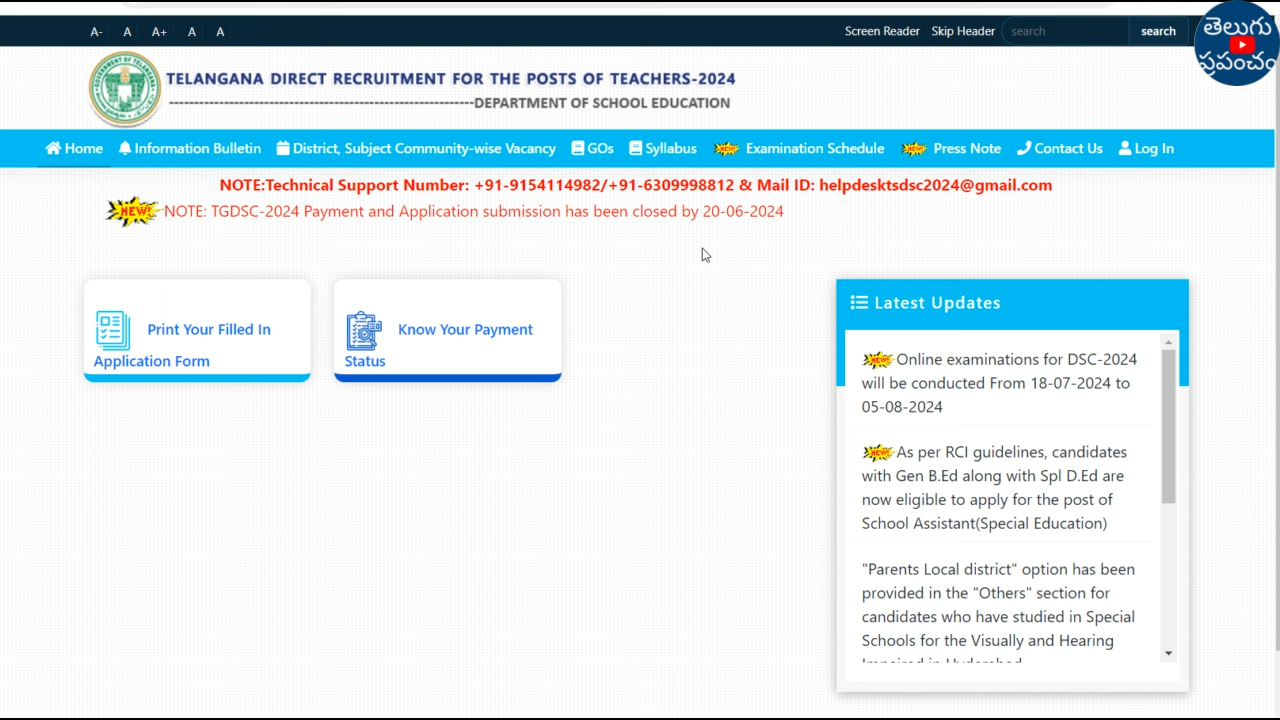 A- A A+ A A
Screen Reader Skip Header search search
తెలుగు
ప్రపంచం
TELANGANA DIRECT RECRUITMENT FOR THE POSTS OF TEACHERS-2024
------------------------------------------------------------DEPARTMENT OF SCHOOL EDUCATION
Home Information Bulletin District, Subject Community-wise Vacancy GOs Syllabus NEW! Examination Schedule NEW! Press Note Contact Us Log In
NOTE:Technical Support Number: +91-9154114982/+91-6309998812 & Mail ID: helpdesktsdsc2024@gmail.com
NEW! NOTE: TGDSC-2024 Payment and Application submission has been closed by 20-06-2024
Print Your Filled In
Application Form
Know Your Payment
Status
Latest Updates
NEW! Online examinations for DSC-2024
will be conducted From 18-07-2024 to
05-08-2024
NEW! As per RCI guidelines, candidates
with Gen B.Ed along with Spl D.Ed are
now eligible to apply for the post of
School Assistant(Special Education)
"Parents Local district" option has been
provided in the "Others" section for
candidates who have studied in Special
Schools for the Visually and Hearing
Impaired in Hyderabad